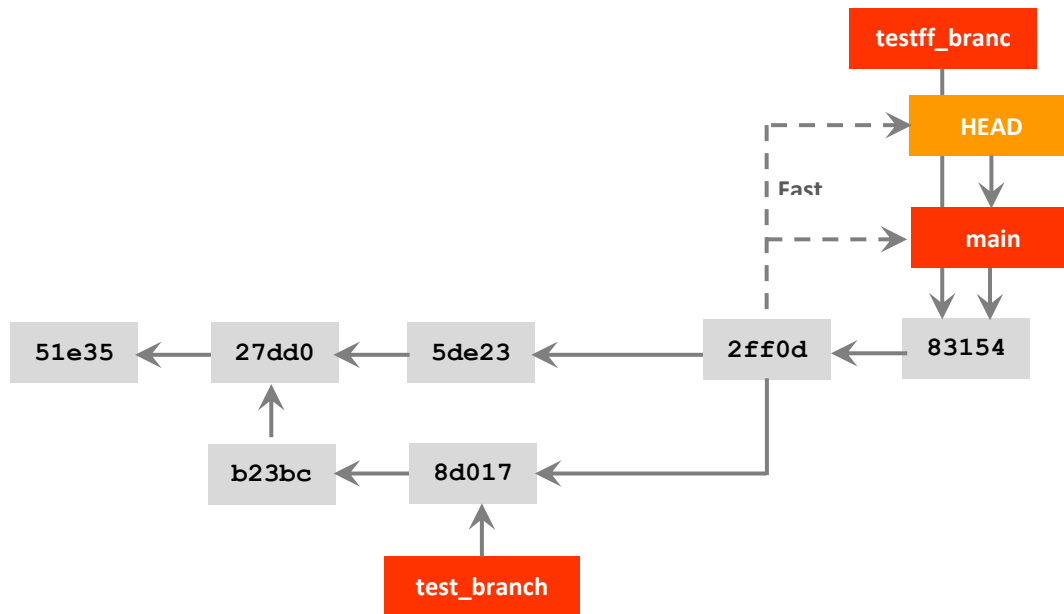 testff_branc
HEAD
Fast
main
51e35
27dd0
5de23
2ff0d
83154
b23bc
8d017
test_branch